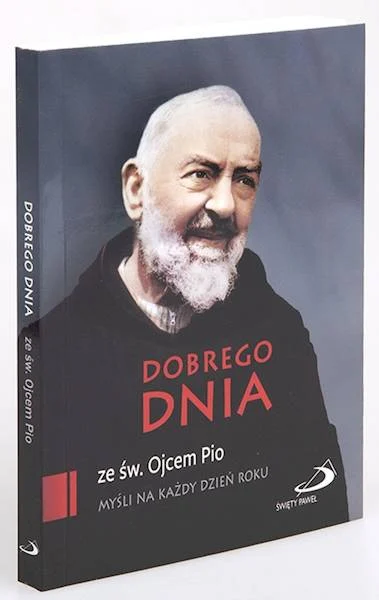 DOBREGO DNIA ze św. Ojcem Pio
DOBREGO
DNIA
ze św. Ojcem Pio
MYŚLI NA KAŻDY DZIEŃ ROKU
ŚWIĘTY PAWEŁ